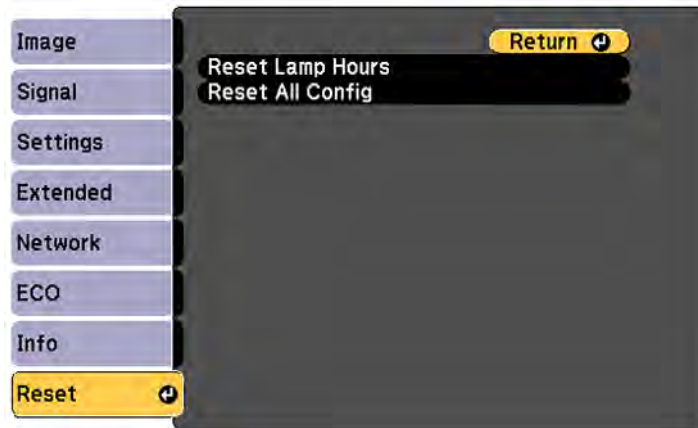 Image
Signal
Settings
Extended
Network
ECO
Info
Reset
Return
Reset Lamp Hours
Reset All Config